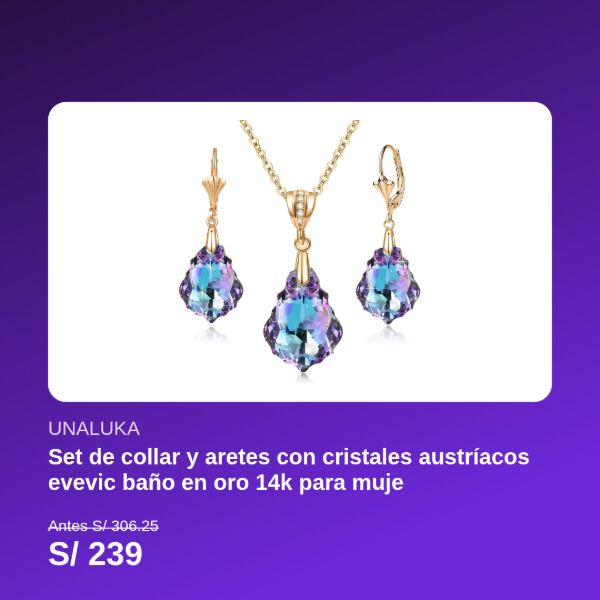 UNALUKA
Set de collar y aretes con cristales austríacos
evevic baño en oro 14k para muje
Antes S/ 306.25
S/ 239